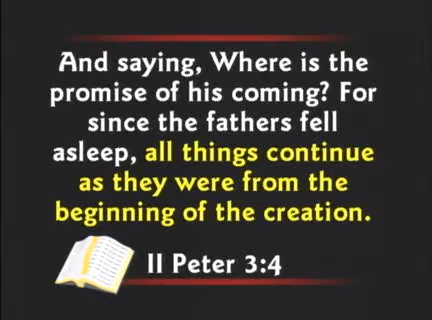 And saying, Where is the
promise of his coming? For
since the fathers fell
asleep, all things continue
as they were from the
beginning of the creation.
II Peter 3:4